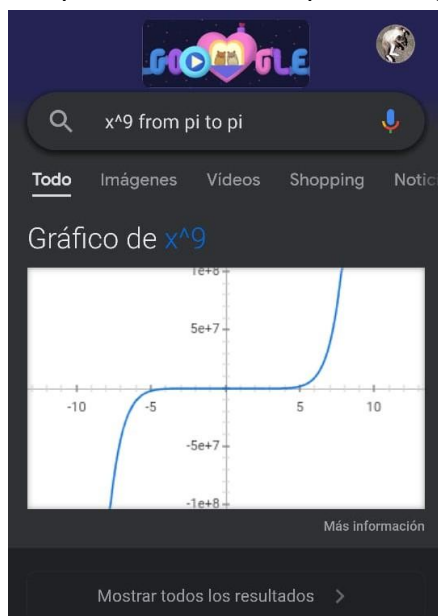 GOOGLE
x^9 from pi to pi
Todo Imágenes Vídeos Shopping Notic
Gráfico de x^9
1e+8
5e+7
-10 -5 5 10
-5e+7
-1e+8
Más información
Mostrar todos los resultados >